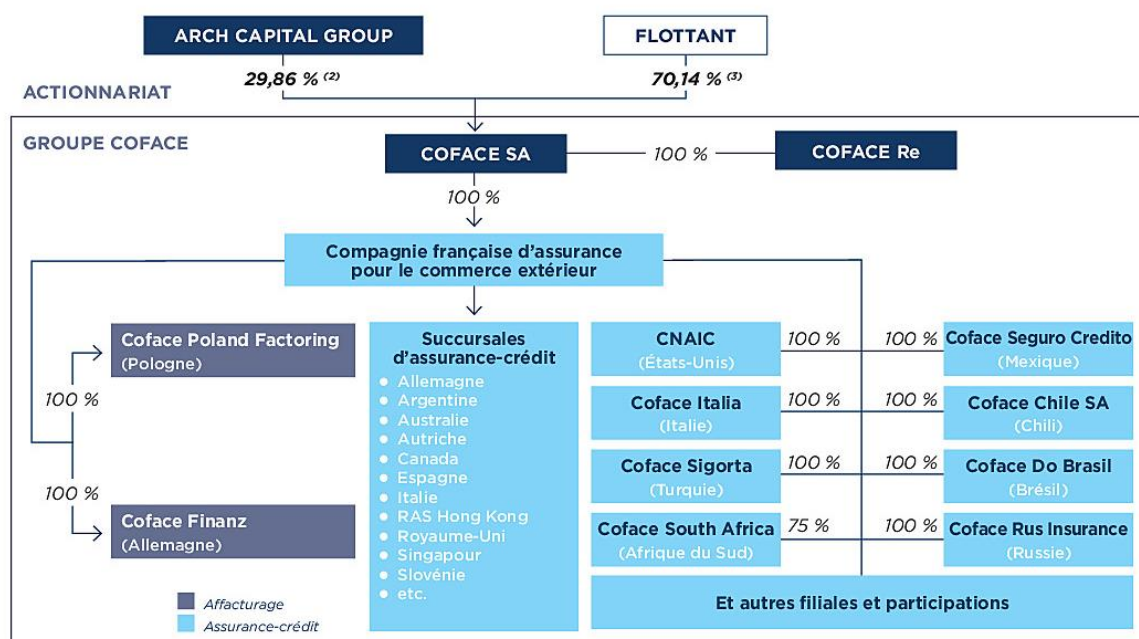 ARCH CAPITAL GROUP
FLOTTANT
29,86 % (2)
70,14 % (3)
ACTIONNARIAT
GROUPE COFACE
COFACE SA
100 %
COFACE Re
100 %
Compagnie française d'assurance
pour le commerce extérieur
Coface Poland Factoring
(Pologne)
100 %
100 %
Coface Finanz
(Allemagne)
Succursales
d'assurance-crédit
• Allemagne
• Argentine
• Australie
• Autriche
• Canada
• Espagne
• Italie
• RAS Hong Kong
• Royaume-Uni
• Singapour
• Slovénie
• etc.
CNAIC
(États-Unis)
100 %
100 %
Coface Seguro Credito
(Mexique)
Coface Italia
(Italie)
100 %
100 %
Coface Chile SA
(Chili)
Coface Sigorta
(Turquie)
100 %
100 %
Coface Do Brasil
(Brésil)
Coface South Africa
(Afrique du Sud)
75 %
100 %
Coface Rus Insurance
(Russie)
Et autres filiales et participations
Affacturage
Assurance-crédit